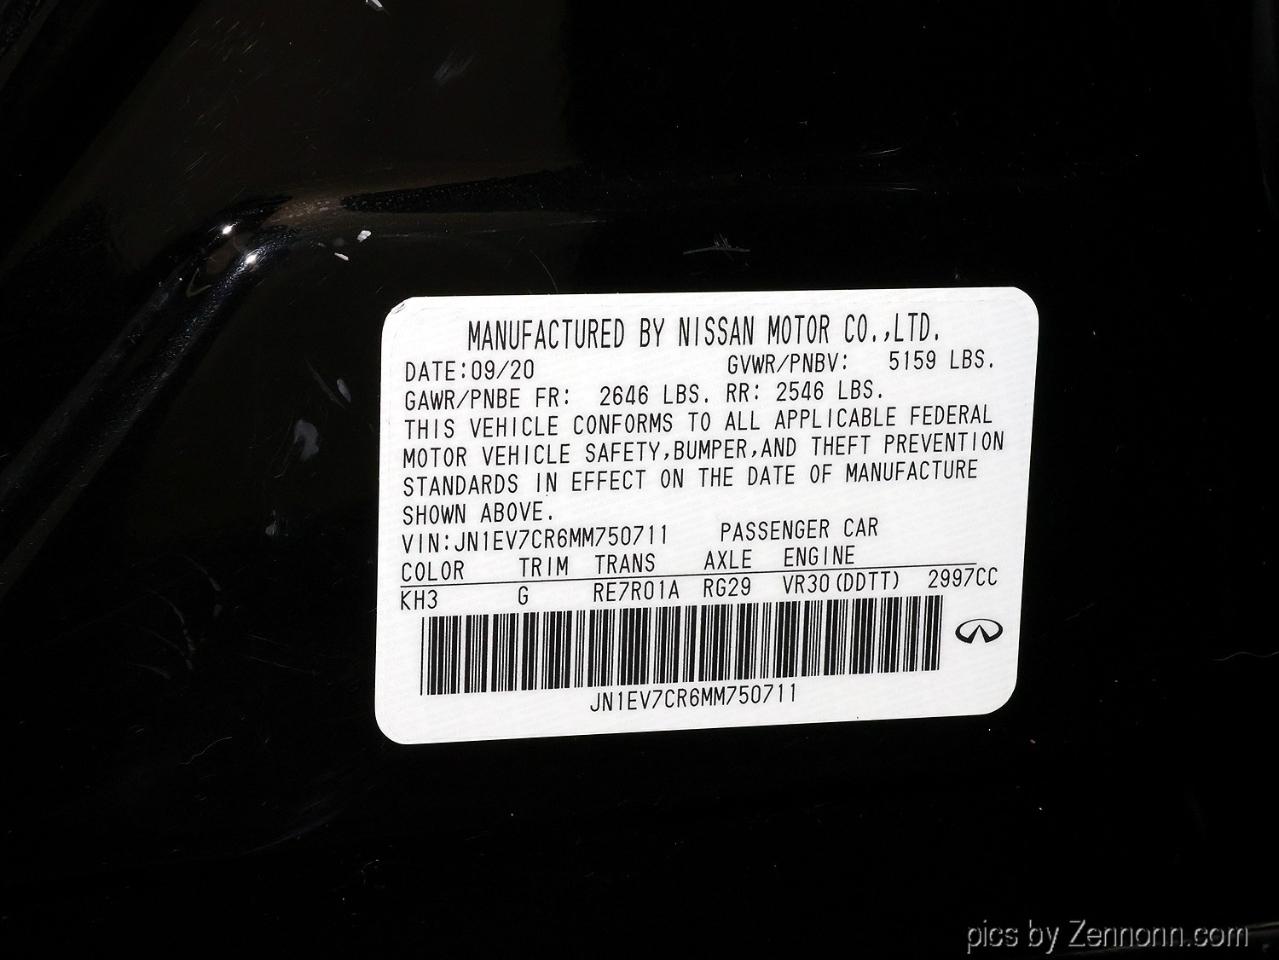 MANUFACTURED BY NISSAN MOTOR CO.,LTD.
DATE:09/20 GVWR/PNBV: 5159 LBS.
GAWR/PNBE FR: 2646 LBS. RR: 2546 LBS.
THIS VEHICLE CONFORMS TO ALL APPLICABLE FEDERAL
MOTOR VEHICLE SAFETY,BUMPER,AND THEFT PREVENTION
STANDARDS IN EFFECT ON THE DATE OF MANUFACTURE
SHOWN ABOVE.
VIN:JN1EV7CR6MM750711 PASSENGER CAR
COLOR TRIM TRANS AXLE ENGINE
KH3 G RE7R01A RG29 VR30(DDTT) 2997CC
JN1EV7CR6MM750711
pics by Zennonn.com